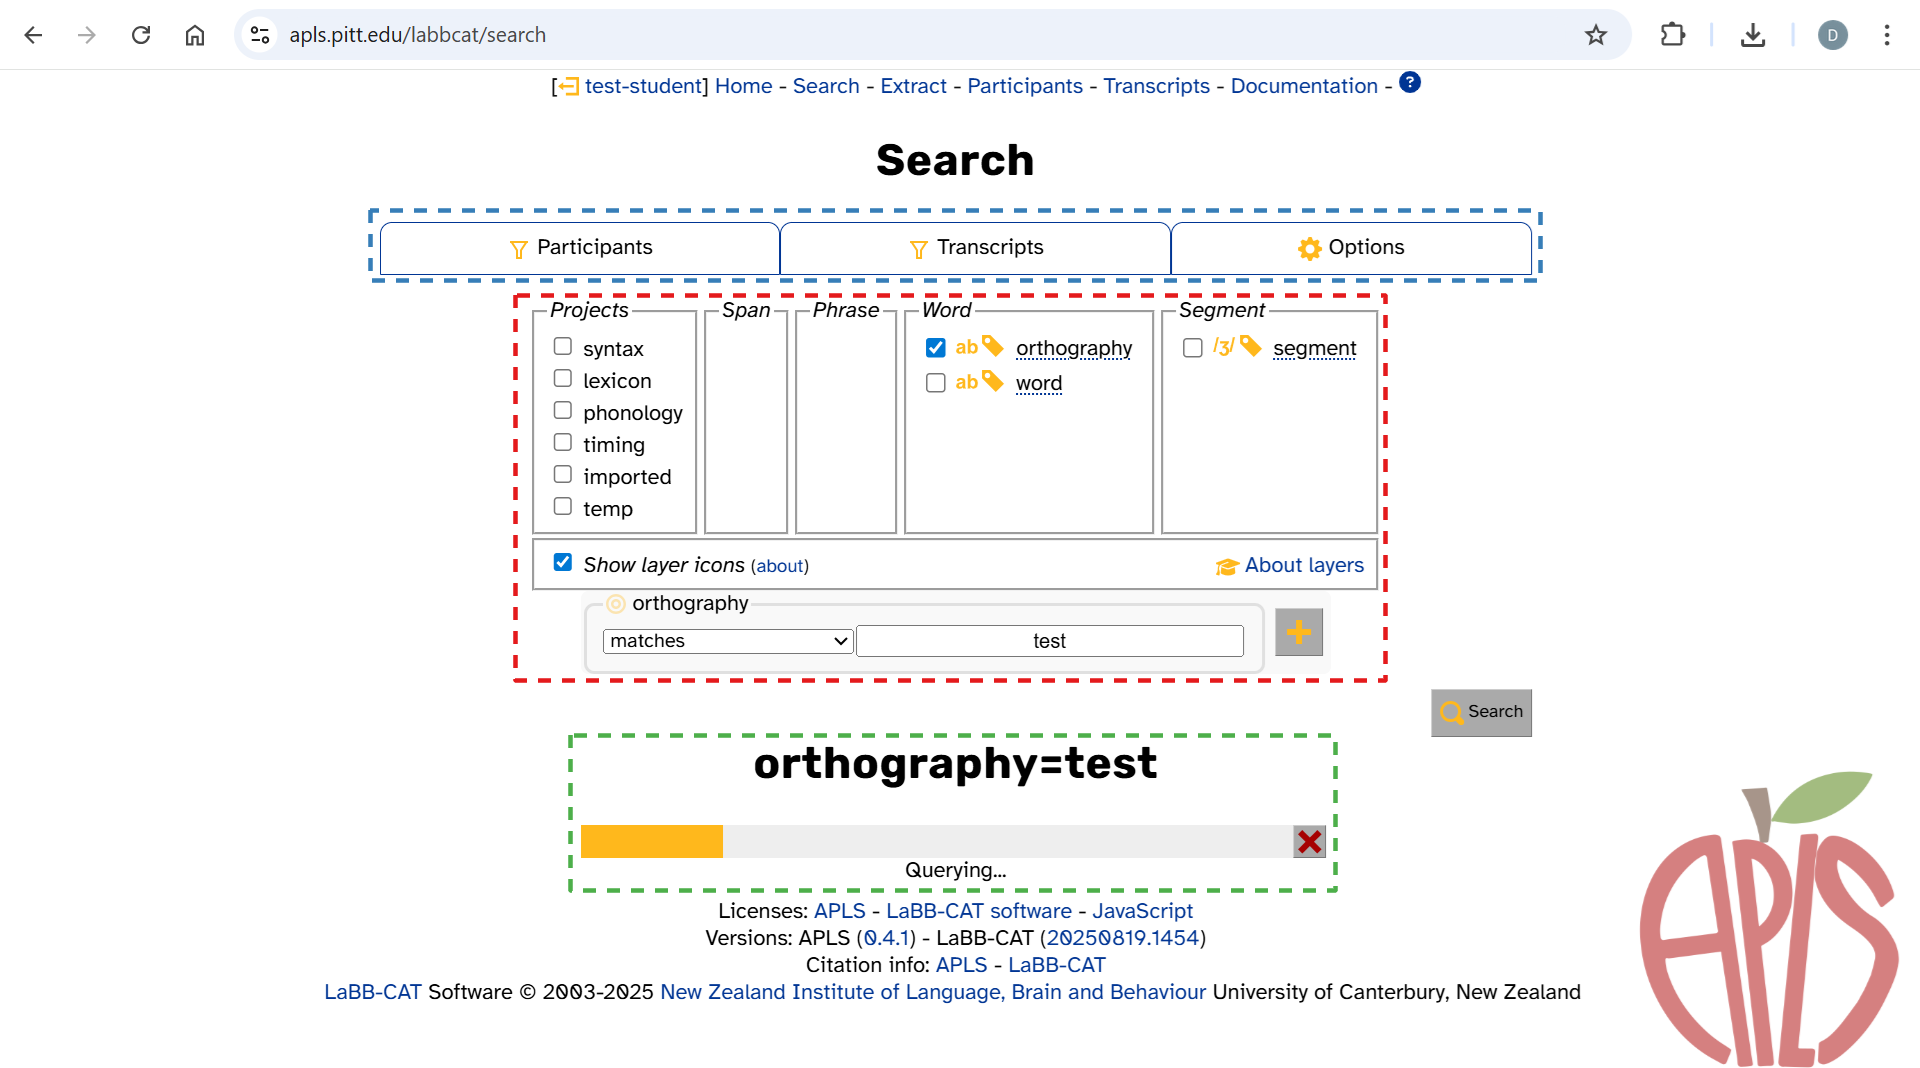 apls.pitt.edu/labbcat/search
D
[test-student] Home - Search - Extract - Participants - Transcripts - Documentation - ?
Search
Participants
Transcripts
Options
Projects
syntax
lexicon
phonology
timing
imported
temp
Span
Phrase
Word
ab orthography
ab word
Segment
/ʒ/ segment
Show layer icons (about)
About layers
orthography
matches
test
Search
orthography=test
Querying...
Licenses: APLS - LaBB-CAT software - JavaScript
Versions: APLS (0.4.1) - LaBB-CAT (20250819.1454)
Citation info: APLS - LaBB-CAT
LaBB-CAT Software © 2003-2025 New Zealand Institute of Language, Brain and Behaviour University of Canterbury, New Zealand
APLS